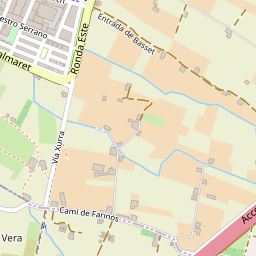 estro Serrano
almaret
Ronda Este
Entrada de Basset
Via Xurra
Camí de Farinós
Vera
Acc